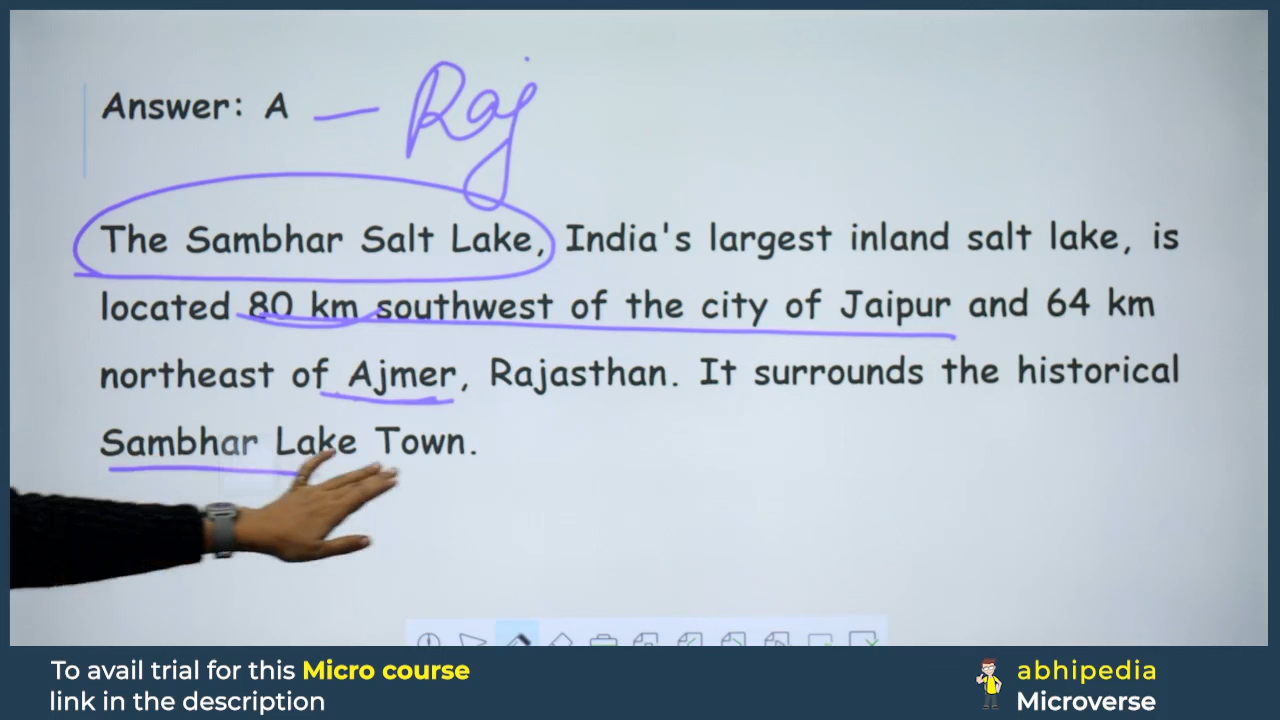 Answer: A — Raj
The Sambhar Salt Lake, India's largest inland salt lake, is
located 80 km southwest of the city of Jaipur and 64 km
northeast of Ajmer, Rajasthan. It surrounds the historical
Sambhar Lake Town.
To avail trial for this Micro course
link in the description
abhipedia
Microverse